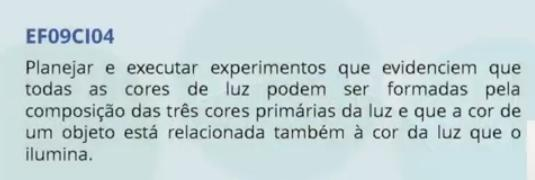 EF09CI04
Planejar e executar experimentos que evidenciem que
todas as cores de luz podem ser formadas pela
composição das três cores primárias da luz e que a cor de
um objeto está relacionada também à cor da luz que o
ilumina.